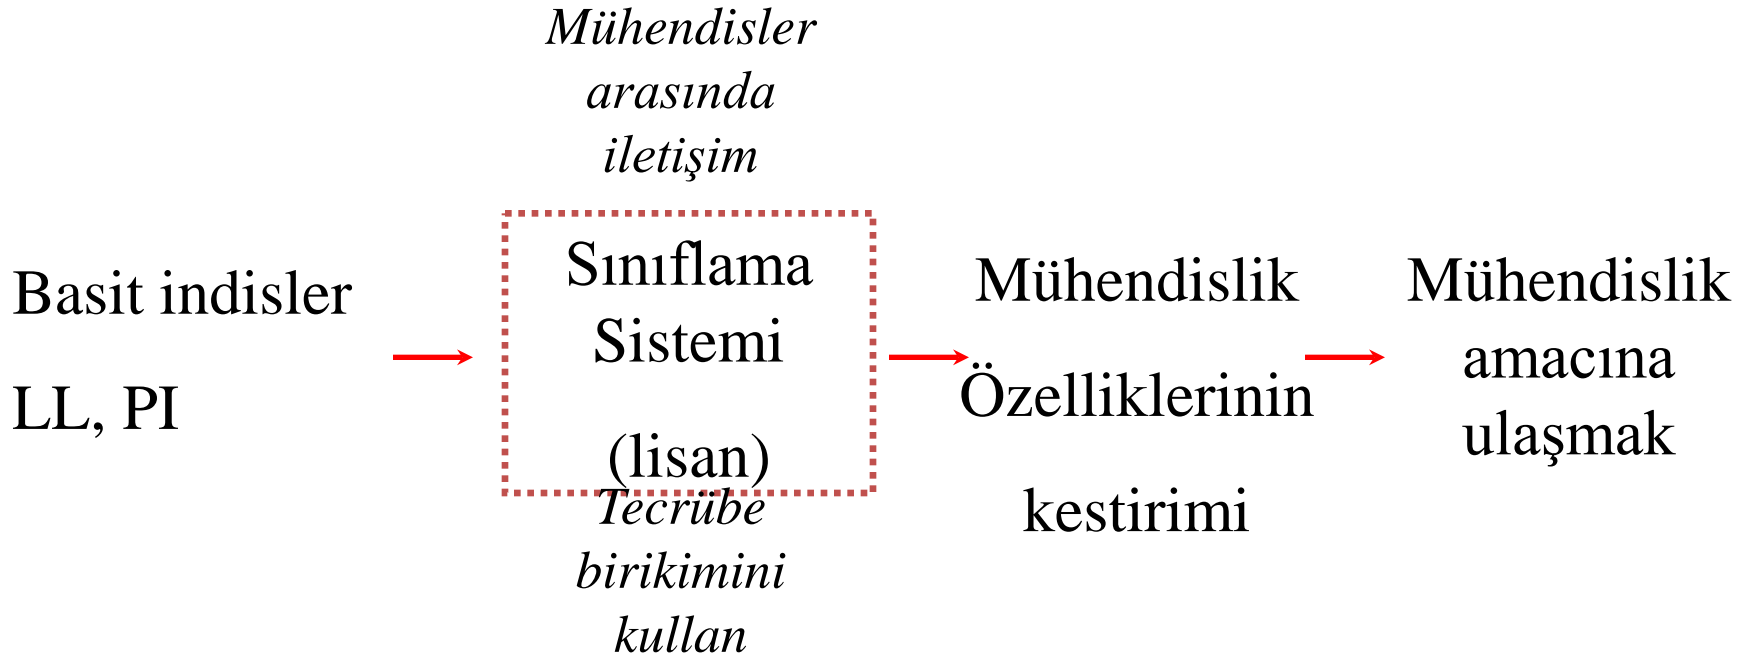 Mühendisler
arasında
iletişim
Basit indisler
LL, PI
Sınıflama
Sistemi
(lisan)
Tecrübe
birikimini
kullan
Mühendislik
Özelliklerinin
kestirimi
Mühendislik
amacına
ulaşmak